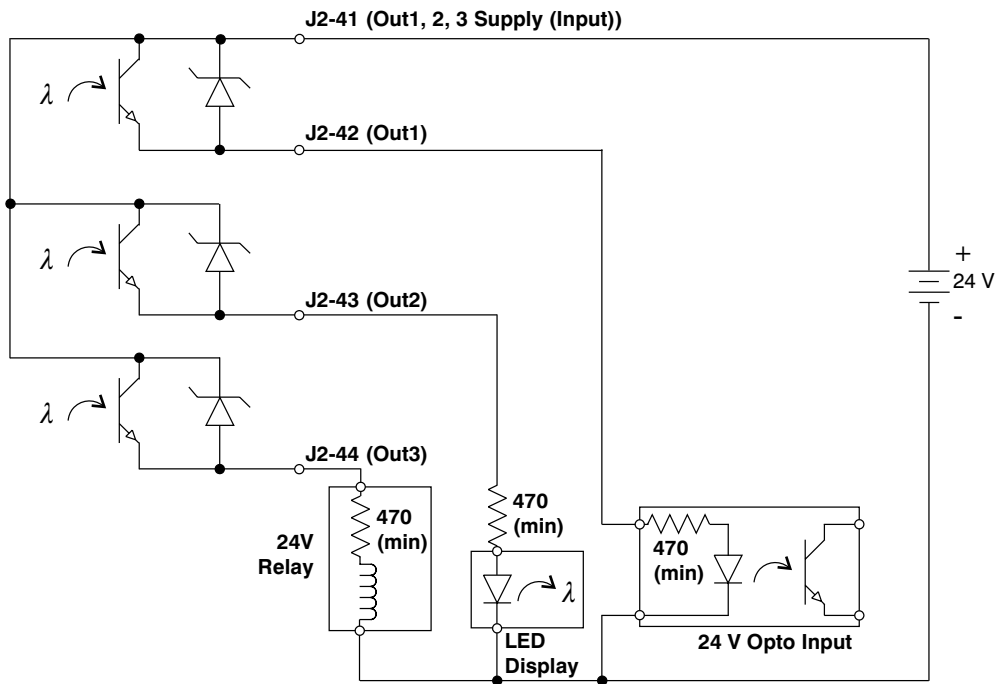 J2-41 (Out1, 2, 3 Supply (Input))
λ
J2-42 (Out1)
λ
+
24 V
-
J2-43 (Out2)
λ
J2-44 (Out3)
24V
Relay
470
(min)
470
(min)
λ
LED
Display
470
(min)
24 V Opto Input